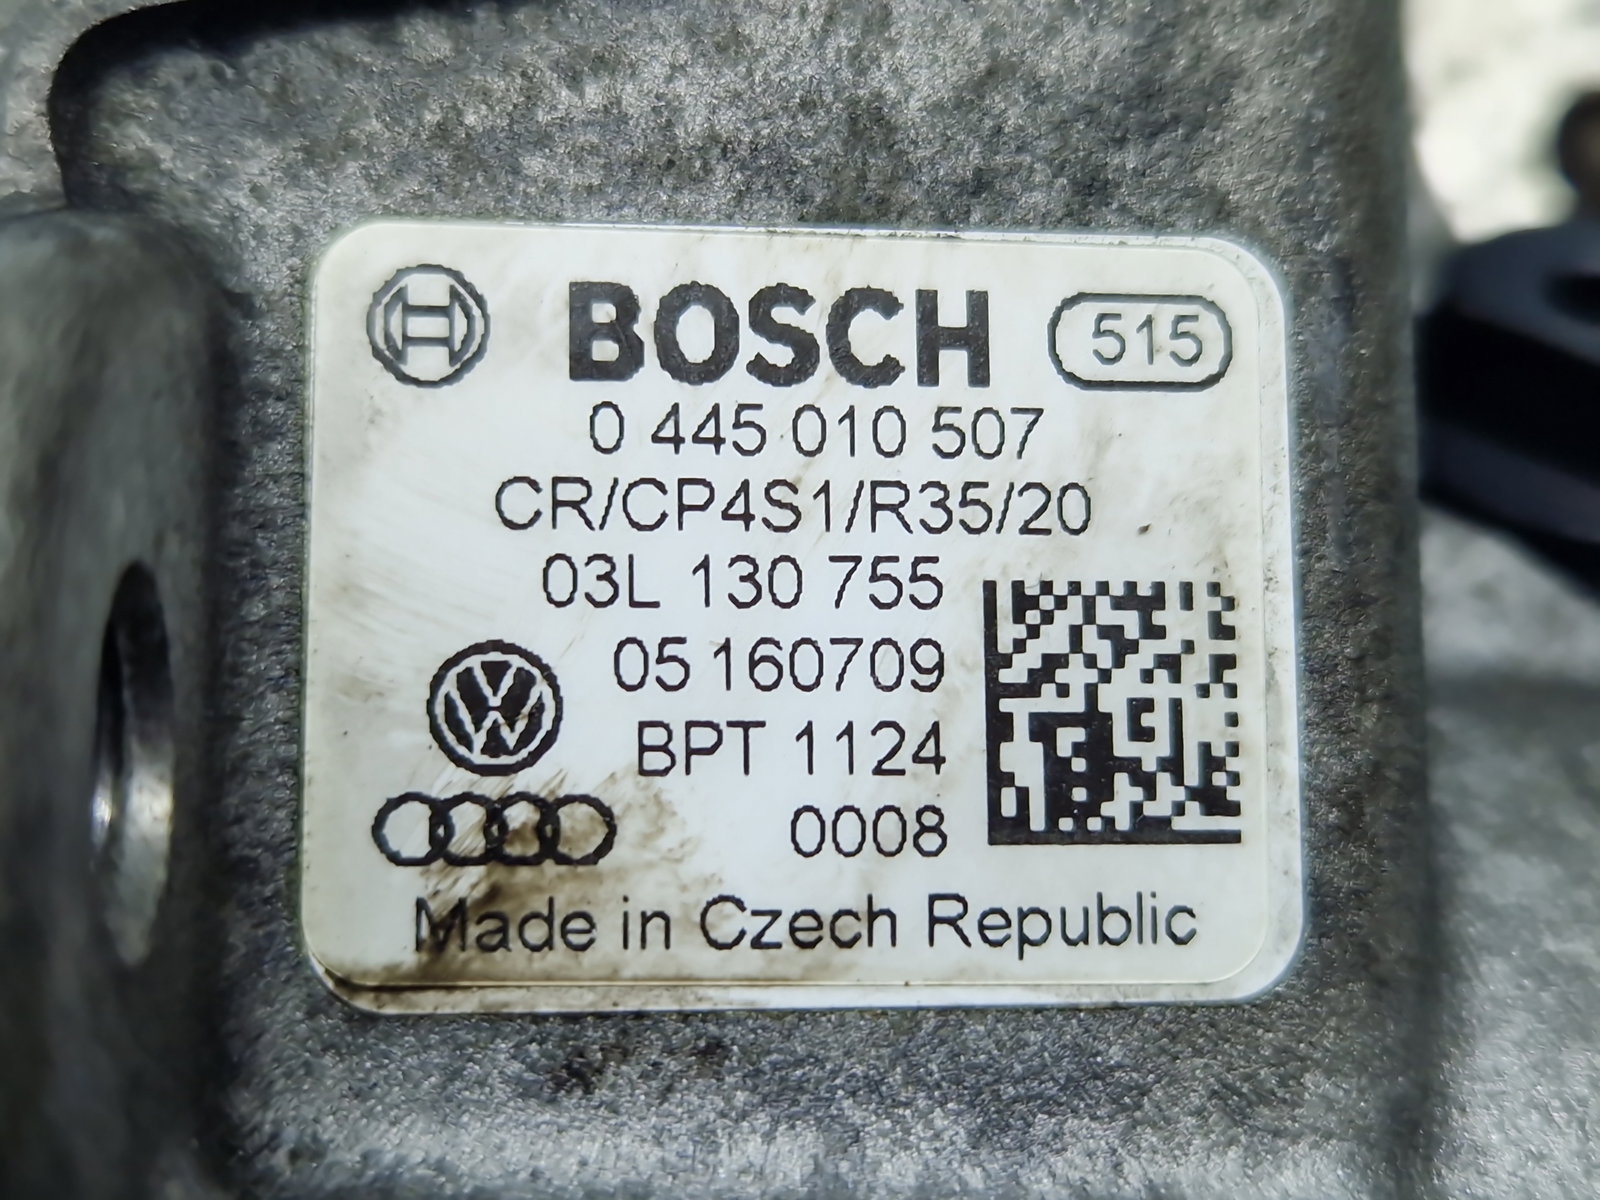 BOSCH 515
0 445 010 507
CR/CP4S1/R35/20
03L 130 755
05 160709
BPT 1124
0008
Made in Czech Republic